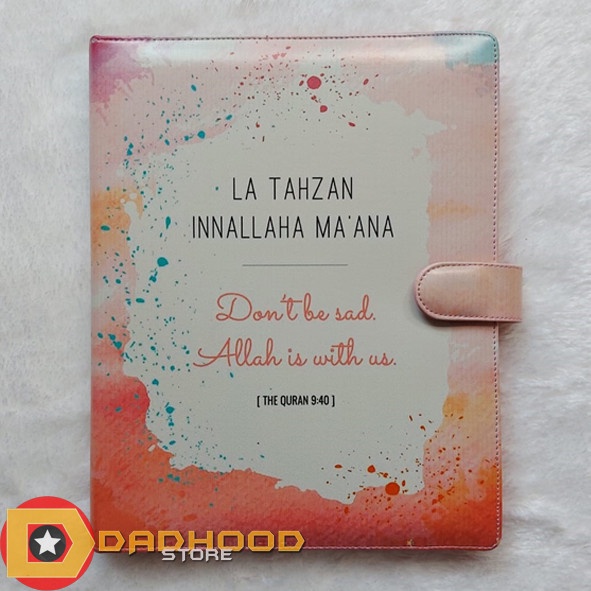 LA TAHZAN
INNALLAHA MA'ANA
Don't be sad.
Allah is with us.
[ THE QURAN 9:40 ]
DADHOOD
STORE